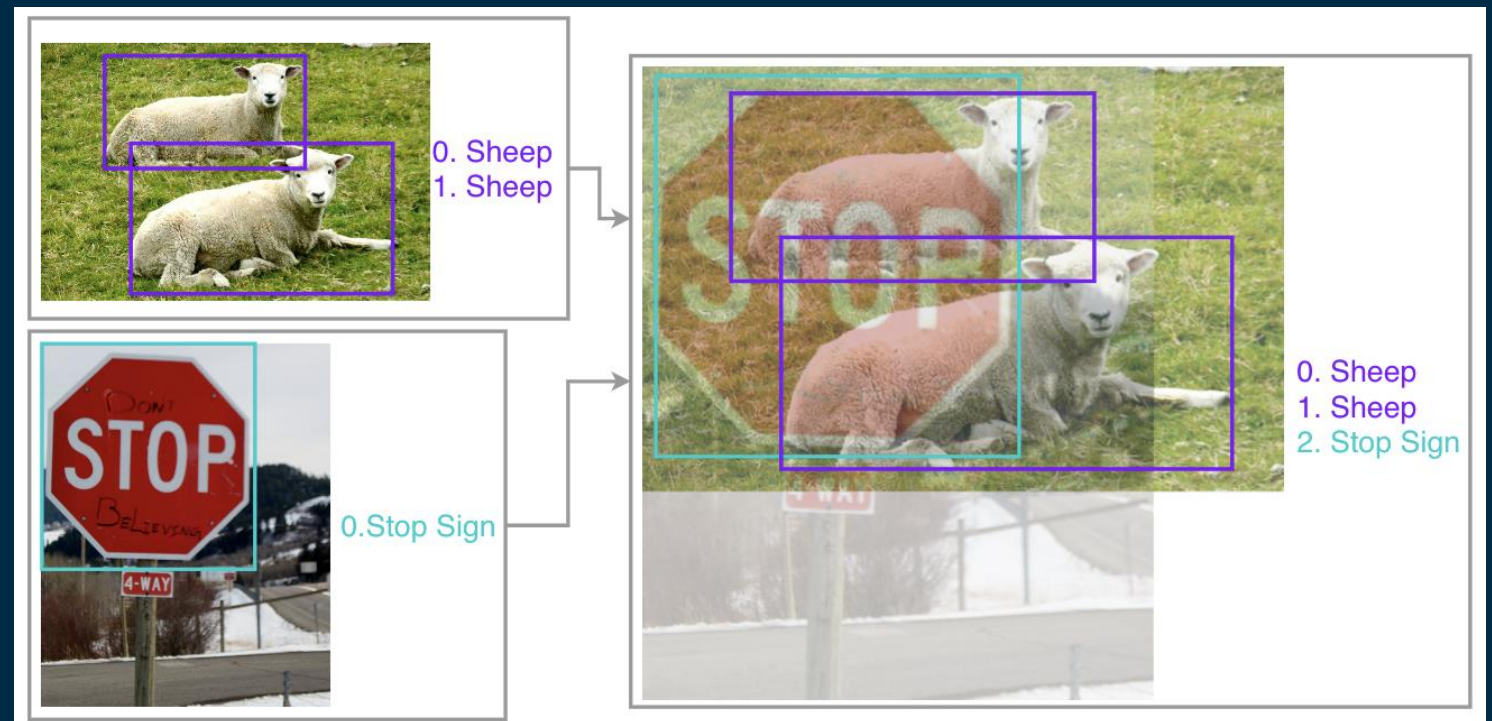 0. Sheep
1. Sheep
DON'T
STOP
BELIEVING
4-WAY
0.Stop Sign
STOP
4-WAY
0. Sheep
1. Sheep
2. Stop Sign